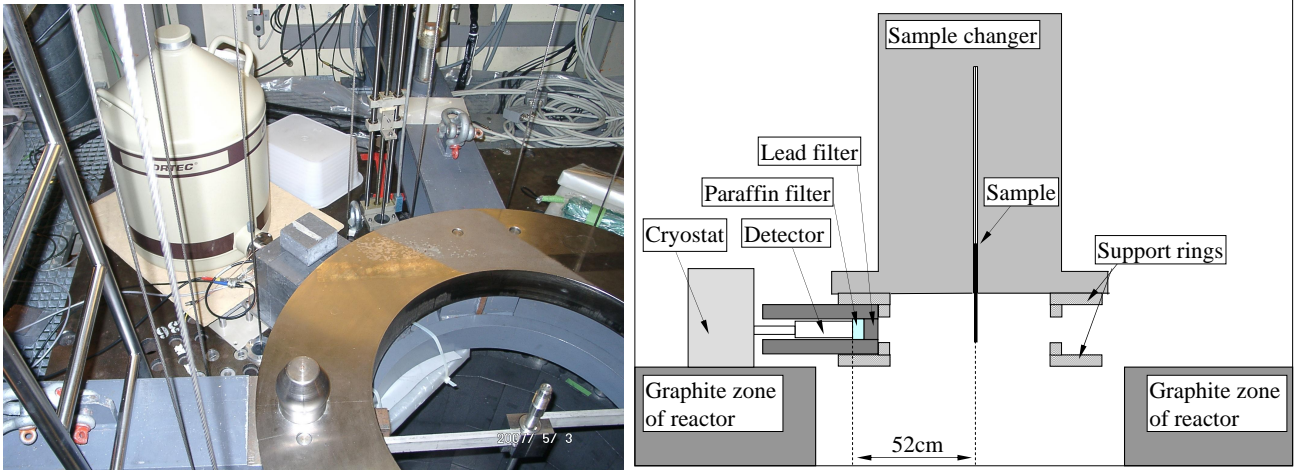 ORTEC
98
2007/ 5/ 3
Sample changer
Lead filter
Paraffin filter
Sample
Cryostat
Detector
Support rings
Graphite zone
of reactor
Graphite zone
of reactor
52cm